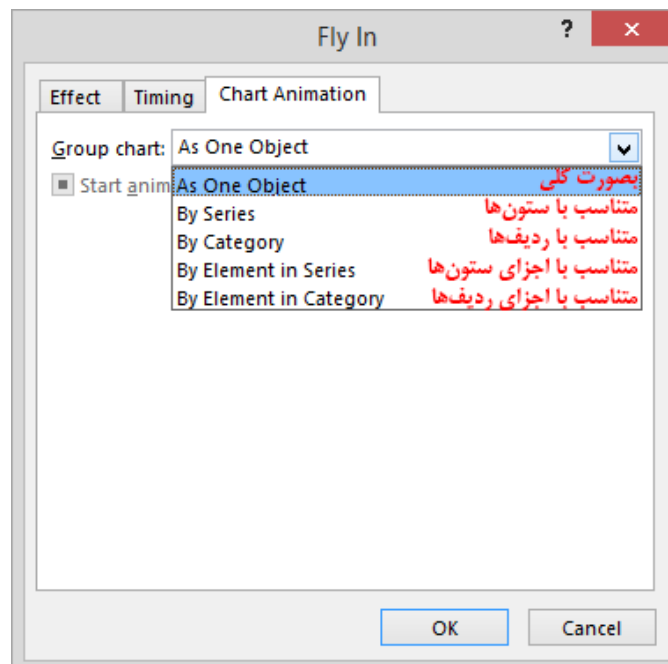 Fly In
? ×
Effect Timing Chart Animation
Group chart: As One Object
Start anim
As One Object بصورت کلی
By Series متناسب با ستون‌ها
By Category متناسب با ردیف‌ها
By Element in Series متناسب با اجزای ستون‌ها
By Element in Category متناسب با اجزای ردیف‌ها
OK Cancel